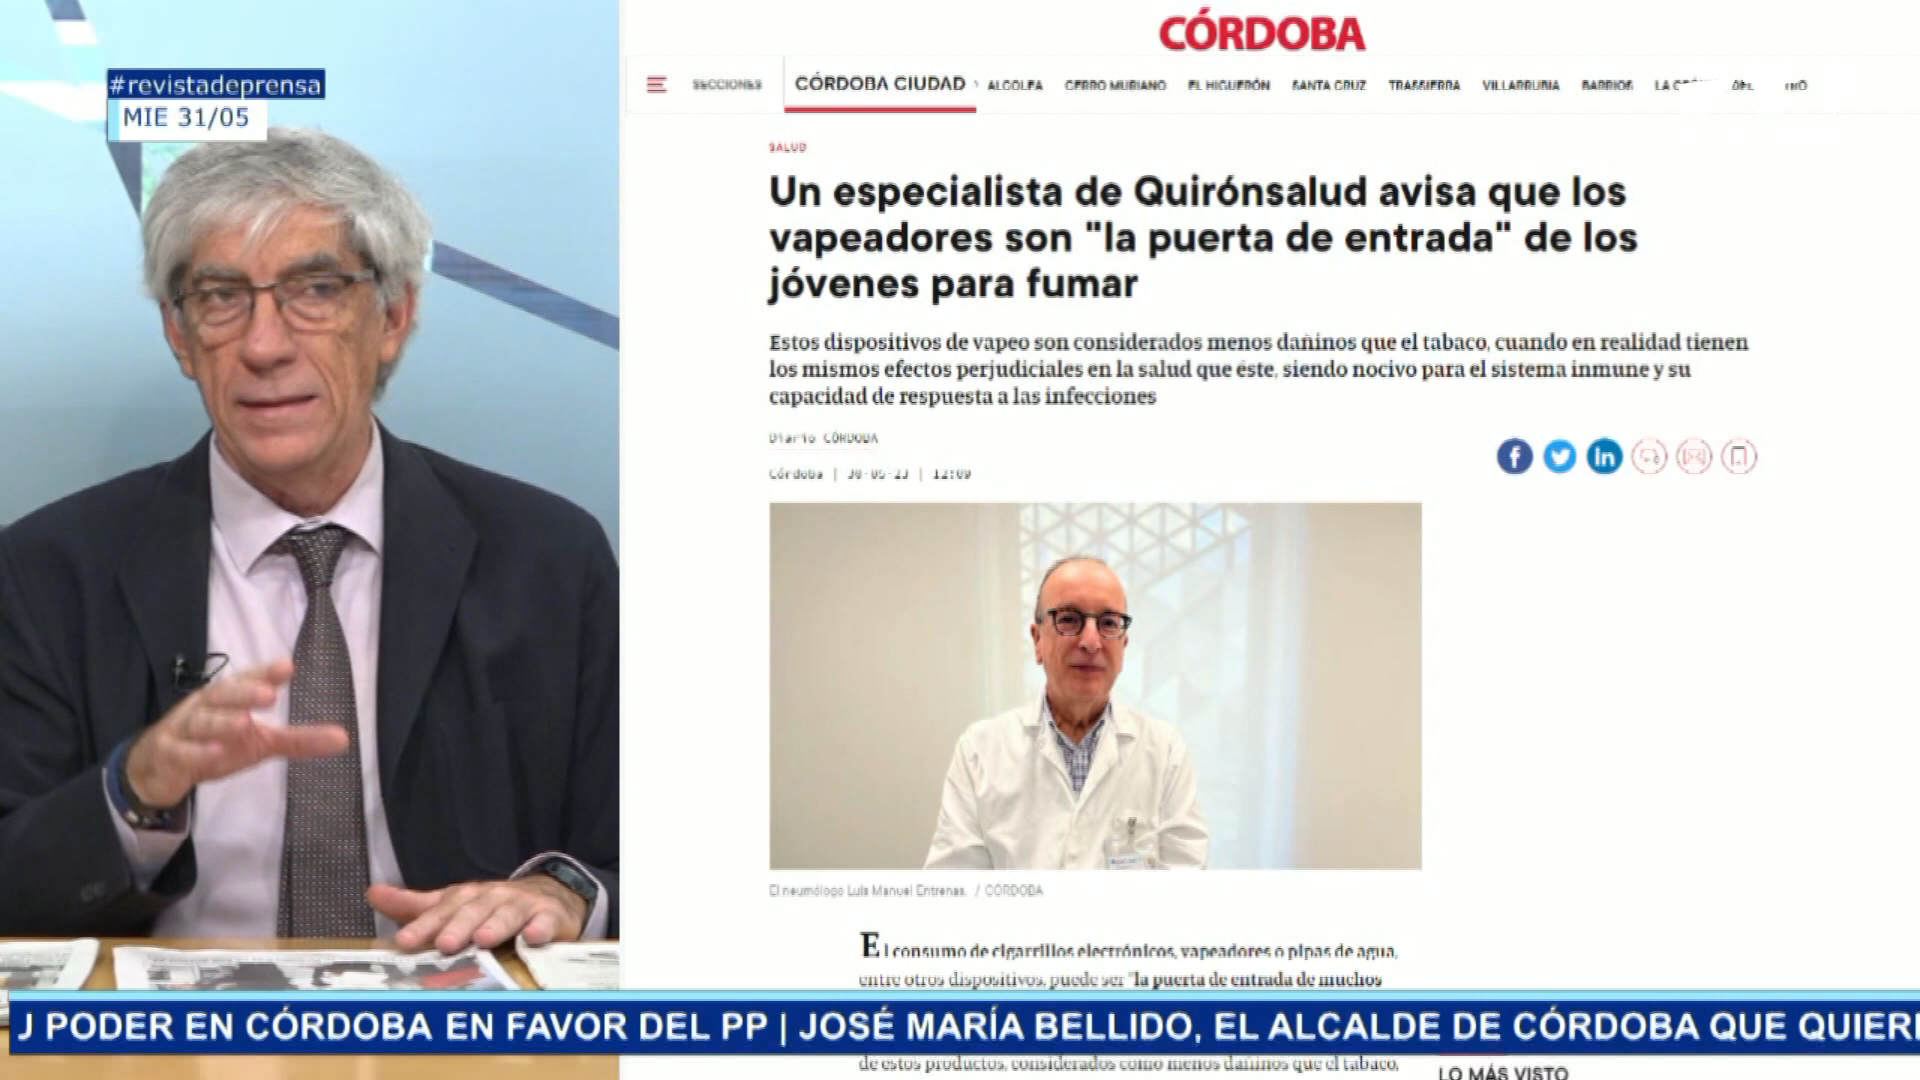 #revistadeprensa
MIE 31/05
CÓRDOBA
SECCIONES CÓRDOBA CIUDAD › ALCOLEA CERRO MURIANO EL HIGUERÓN SANTA CRUZ TRASSIERRA VILLARRUBIA BARRIOS
SALUD
Un especialista de Quirónsalud avisa que los
vapeadores son "la puerta de entrada" de los
jóvenes para fumar
Estos dispositivos de vapeo son considerados menos dañinos que el tabaco, cuando en realidad tienen
los mismos efectos perjudiciales en la salud que éste, siendo nocivo para el sistema inmune y su
capacidad de respuesta a las infecciones
Diario CÓRDOBA
Córdoba | 30-05-23 | 12:09
El neumólogo Luis Manuel Entrenas. / CÓRDOBA
El consumo de cigarrillos electrónicos, vapeadores o pipas de agua,
entre otros dispositivos, puede ser "la puerta de entrada de muchos
J PODER EN CÓRDOBA EN FAVOR DEL PP | JOSÉ MARÍA BELLIDO, EL ALCALDE DE CÓRDOBA QUE QUIER
de estos productos, considerados como menos dañinos que el tabaco,
LO MÁS VISTO